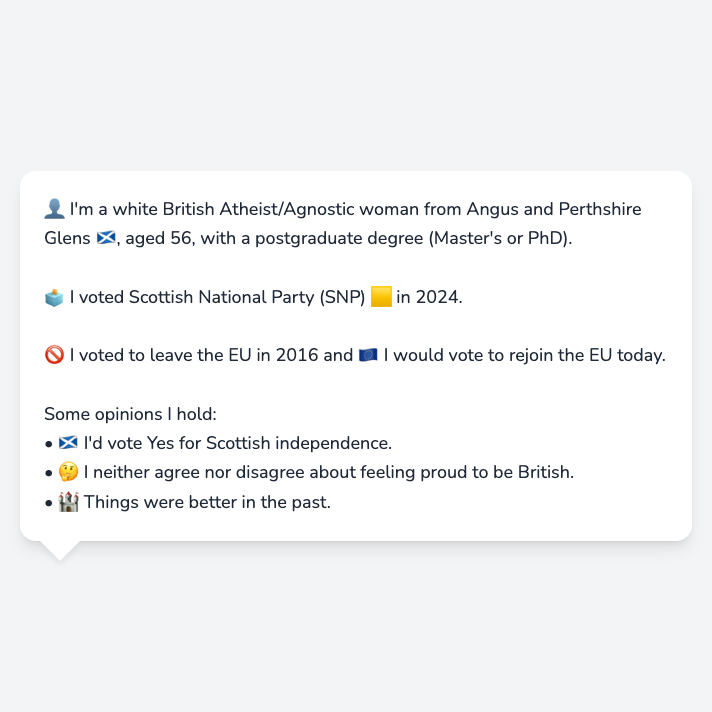 👤 I'm a white British Atheist/Agnostic woman from Angus and Perthshire
Glens 🏴󠁧󠁢󠁳󠁣󠁴󠁿, aged 56, with a postgraduate degree (Master's or PhD).
🗳️ I voted Scottish National Party (SNP) 🟨 in 2024.
🚫 I voted to leave the EU in 2016 and 🇪🇺 I would vote to rejoin the EU today.
Some opinions I hold:
• 🏴󠁧󠁢󠁳󠁣󠁴󠁿 I'd vote Yes for Scottish independence.
• 🤔 I neither agree nor disagree about feeling proud to be British.
• 🏰 Things were better in the past.